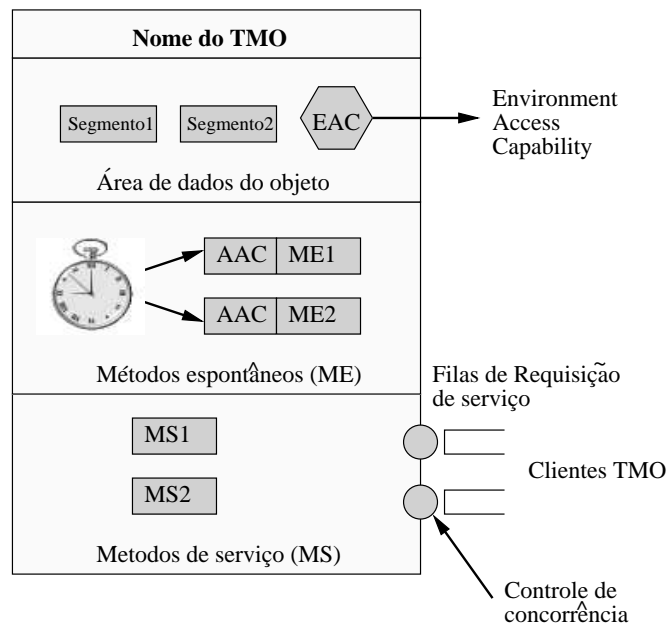 Nome do TMO
Segmento1
Segmento2
EAC
Environment
Access
Capability
Área de dados do objeto
AAC
ME1
AAC
ME2
Métodos espontâneos (ME)
Filas de Requisição
de serviço
MS1
Clientes TMO
MS2
Metodos de serviço (MS)
Controle de
concorrência